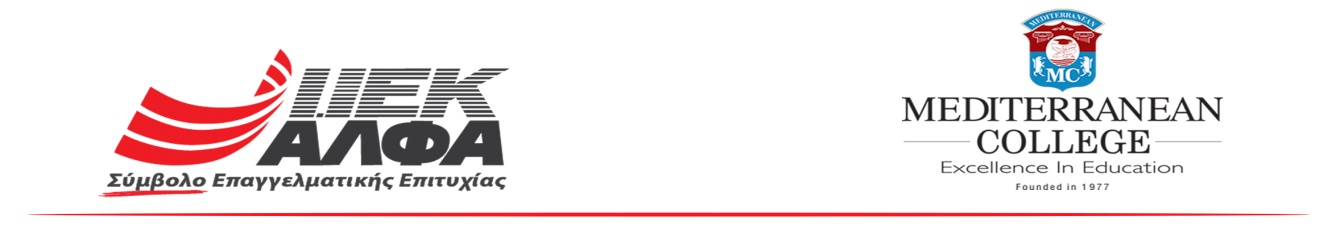 Ι.ΙΕΚ
ΑΛΦΑ
Σύμβολο Επαγγελματικής Επιτυχίας
MEDITERRANEAN
MC
MEDITERRANEAN
COLLEGE
Excellence In Education
Founded in 1977